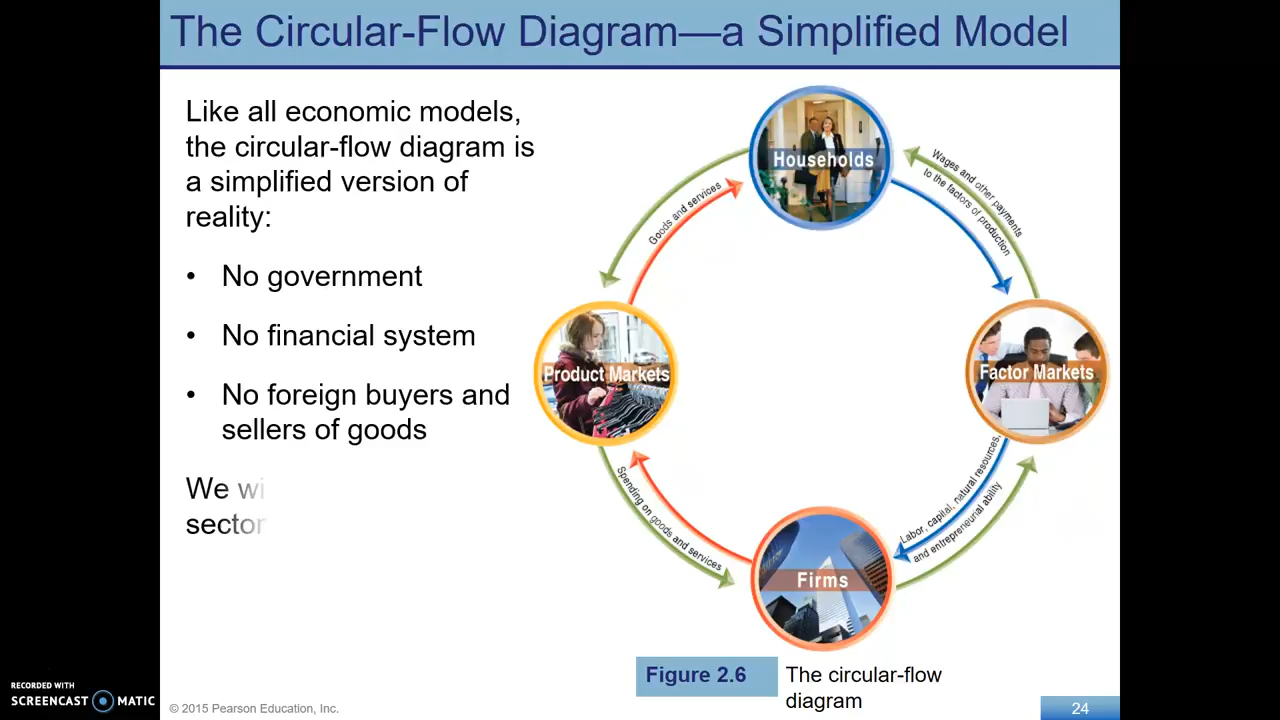 The Circular-Flow Diagram—a Simplified Model
Like all economic models,
the circular-flow diagram is
a simplified version of
reality:
• No government
• No financial system
• No foreign buyers and
sellers of goods
We wi
sector
Households
Goods and services
Wages and other payments
to the factors of production
Product Markets
Factor Markets
Spending on goods and services
Labor, capital, natural resources,
and entrepreneurial ability
Firms
Figure 2.6
The circular-flow
diagram
RECORDED WITH
SCREENCAST MATIC
© 2015 Pearson Education, Inc.
24